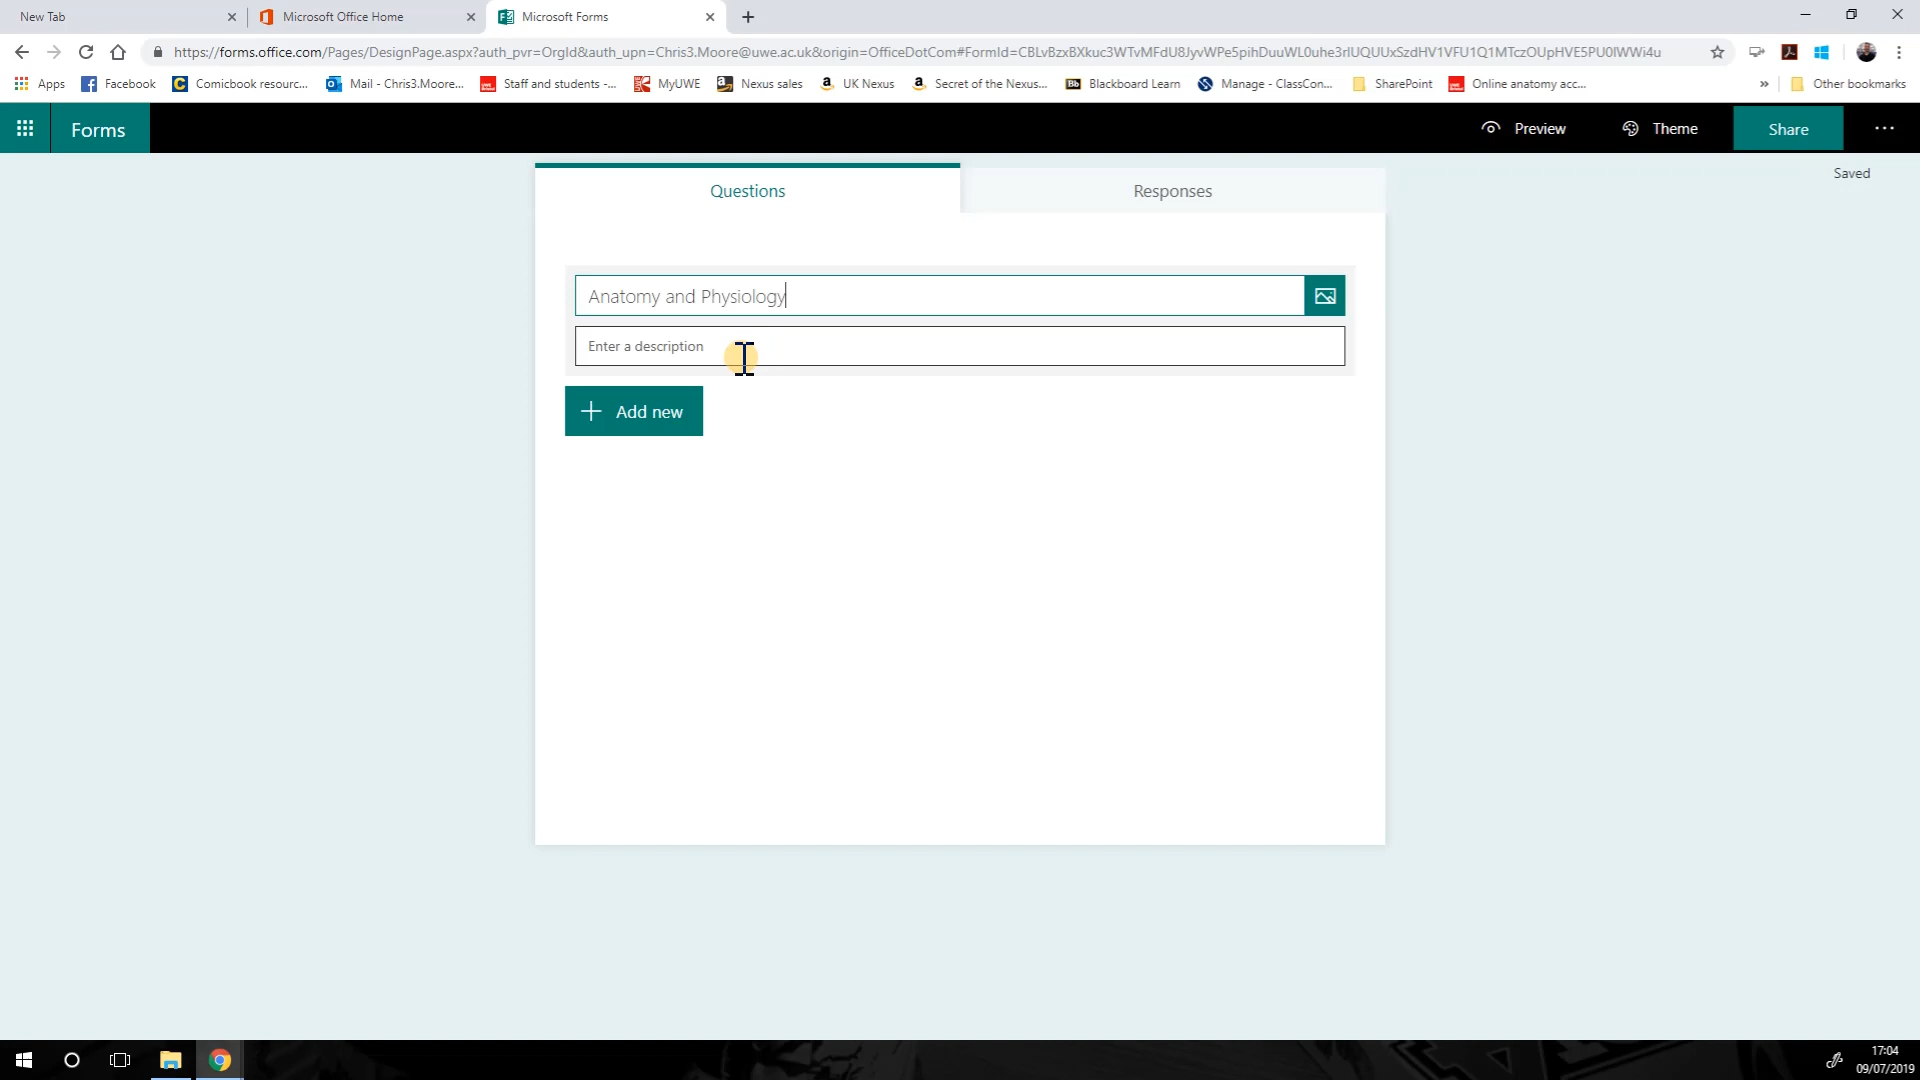 New Tab
Microsoft Office Home
Microsoft Forms
https://forms.office.com/Pages/DesignPage.aspx?auth_pvr=OrgId&auth_upn=Chris3.Moore@uwe.ac.uk&origin=OfficeDotCom#FormId=CBLvBzxBXkuc3WTvMFdU8JyvWPe5pihDuuWL0uhe3rlUQUUxSzdHV1VFU1Q1MTczOUpHVE5PU0lWWi4u
Apps
Facebook
Comicbook resourc...
Mail - Chris3.Moore...
Staff and students -...
MyUWE
Nexus sales
UK Nexus
Secret of the Nexus...
Blackboard Learn
Manage - ClassCon...
SharePoint
Online anatomy acc...
Other bookmarks
Forms
Preview
Theme
Share
Questions
Responses
Saved
Anatomy and Physiology
Enter a description
Add new
17:04
09/07/2019